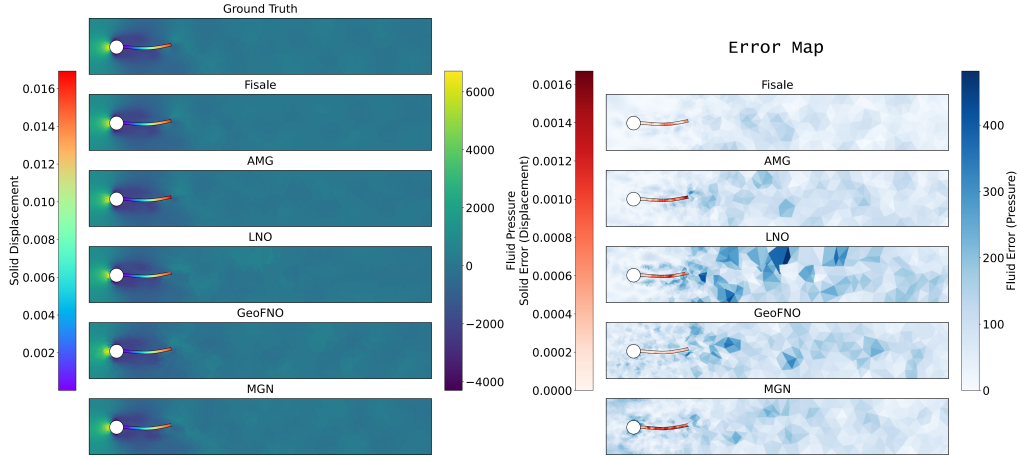 Ground Truth
Fisale
AMG
LNO
GeoFNO
MGN
Solid Displacement
0.016
0.014
0.012
0.010
0.008
0.006
0.004
0.002
6000
4000
2000
0
−2000
−4000
Fluid Pressure
Error Map
Fisale
AMG
LNO
GeoFNO
MGN
Solid Error (Displacement)
0.0016
0.0014
0.0012
0.0010
0.0008
0.0006
0.0004
0.0002
0.0000
400
300
200
100
0
Fluid Error (Pressure)